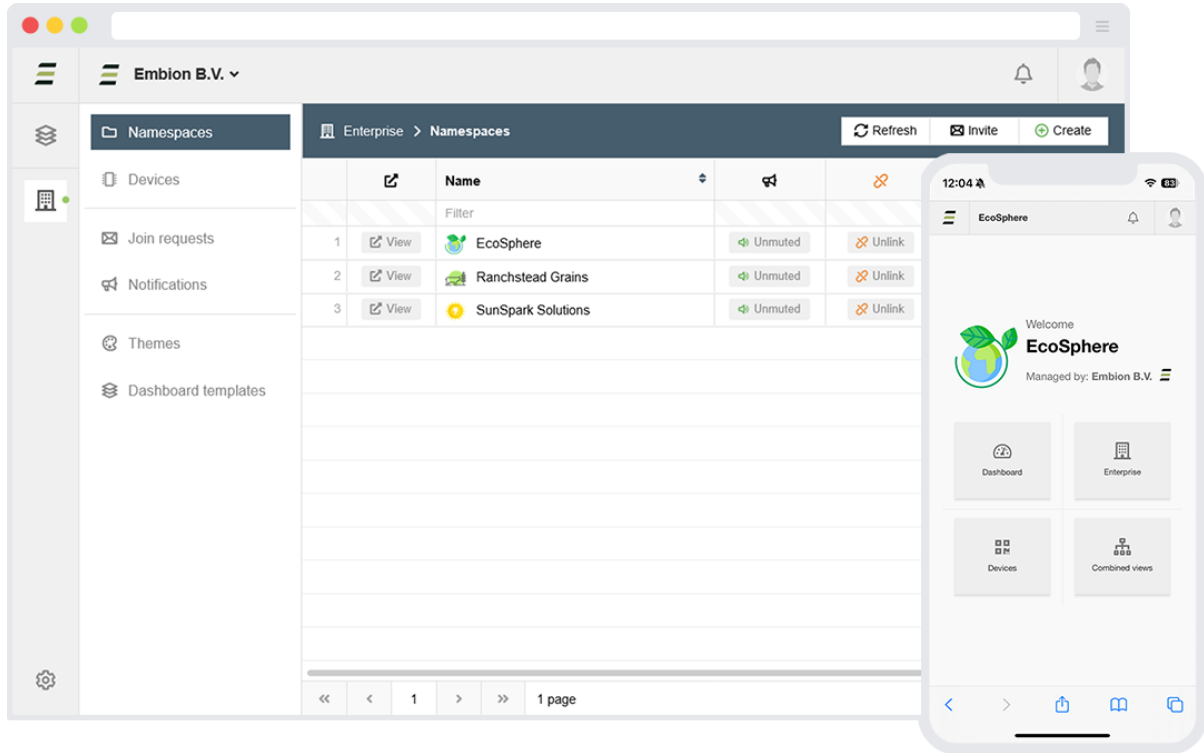 Embion B.V.
Namespaces
Devices
Join requests
Notifications
Themes
Dashboard templates
Enterprise > Namespaces
Refresh Invite Create
Name
Filter
1 View EcoSphere Unmuted Unlink
2 View Ranchstead Grains Unmuted Unlink
3 View SunSpark Solutions Unmuted Unlink
« < 1 > » 1 page
12:04 83
EcoSphere
Welcome
EcoSphere
Managed by: Embion B.V.
Dashboard Enterprise
Devices Combined views